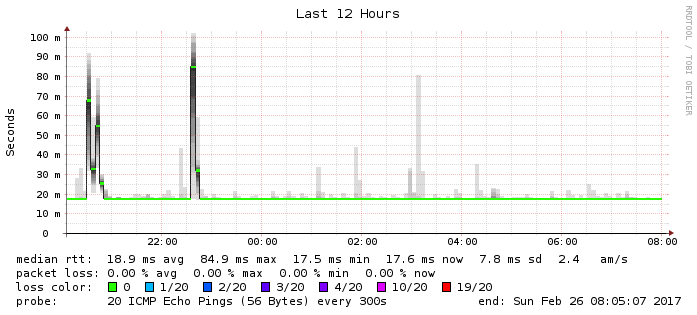 Last 12 Hours
RRDTOOL / TOBI OETIKER
Seconds
100 m
90 m
80 m
70 m
60 m
50 m
40 m
30 m
20 m
10 m
0
22:00 00:00 02:00 04:00 06:00 08:00
median rtt: 18.9 ms avg 84.9 ms max 17.5 ms min 17.6 ms now 7.8 ms sd 2.4 am/s
packet loss: 0.00 % avg 0.00 % max 0.00 % min 0.00 % now
loss color: 0 1/20 2/20 3/20 4/20 10/20 19/20
probe: 20 ICMP Echo Pings (56 Bytes) every 300s end: Sun Feb 26 08:05:07 2017